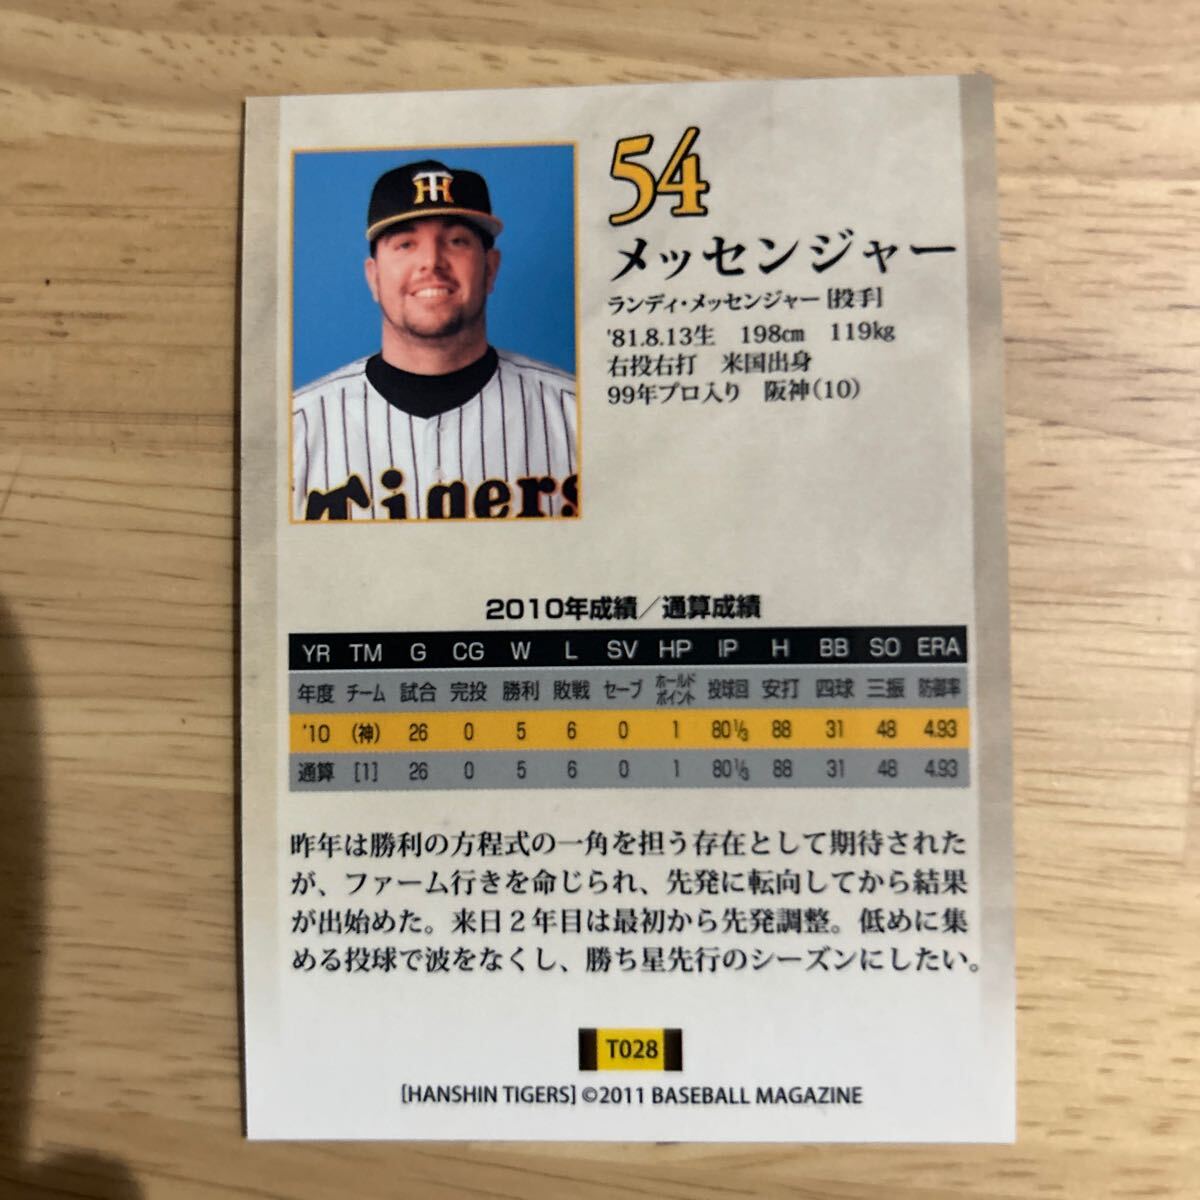 54
メッセンジャー
ランディ・メッセンジャー [投手]
'81.8.13生 198㎝ 119kg
右投右打 米国出身
99年プロ入り 阪神(10)
TH
Tigers
2010年成績／通算成績
YR TM G CG W L SV HP IP H BB SO ERA
年度 チーム 試合 完投 勝利 敗戦 セーブ ホールドポイント 投球回 安打 四球 三振 防御率
'10 (神) 26 0 5 6 0 1 80⅓ 88 31 48 4.93
通算 [1] 26 0 5 6 0 1 80⅓ 88 31 48 4.93
昨年は勝利の方程式の一角を担う存在として期待された
が、ファーム行きを命じられ、先発に転向してから結果
が出始めた。来日２年目は最初から先発調整。低めに集
める投球で波をなくし、勝ち星先行のシーズンにしたい。
T028
[HANSHIN TIGERS] ©2011 BASEBALL MAGAZINE